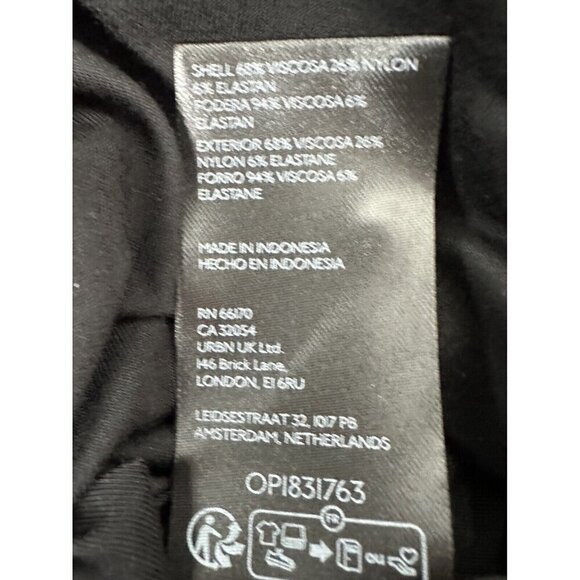 SHELL 68% VISCOSA 26% NYLON
6% ELASTAN
FODERA 94% VISCOSA 6%
ELASTAN
EXTERIOR 68% VISCOSA 26%
NYLON 6% ELASTANE
FORRO 94% VISCOSA 6%
ELASTANE
MADE IN INDONESIA
HECHO EN INDONESIA
RN 66170
CA 32054
URBN UK Ltd.
146 Brick Lane,
LONDON, E1 6RU
LEIDSESTRAAT 32, 1017 PB
AMSTERDAM, NETHERLANDS
OP1831763
FR
ou